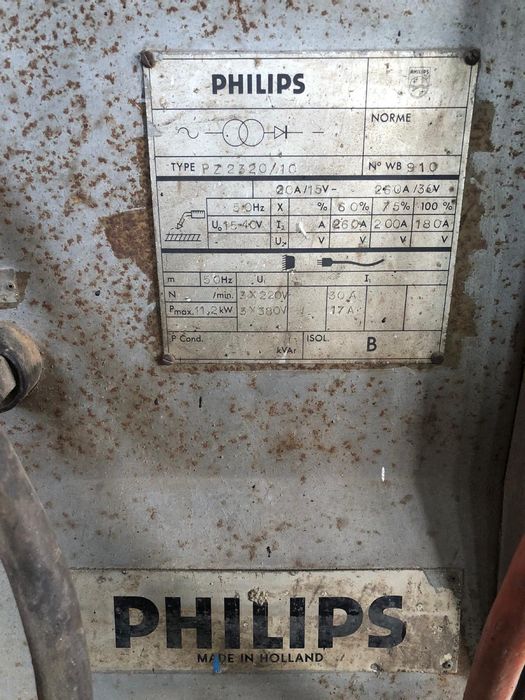 PHILIPS
PHILIPS
NORME
TYPE PZ 2320/10 Nº WB 910
20A/15V- 260A/36V
50Hz X % 60% 75% 100%
U₀ 15-40V I₂ A 260A 200A 180A
U₂ V V V V
m 50Hz U₁ I₁
N /min. 3X220V 30A
Pmax. 11,2kW 3X380V 17A
P Cond. kVAr ISOL. B
PHILIPS
MADE IN HOLLAND